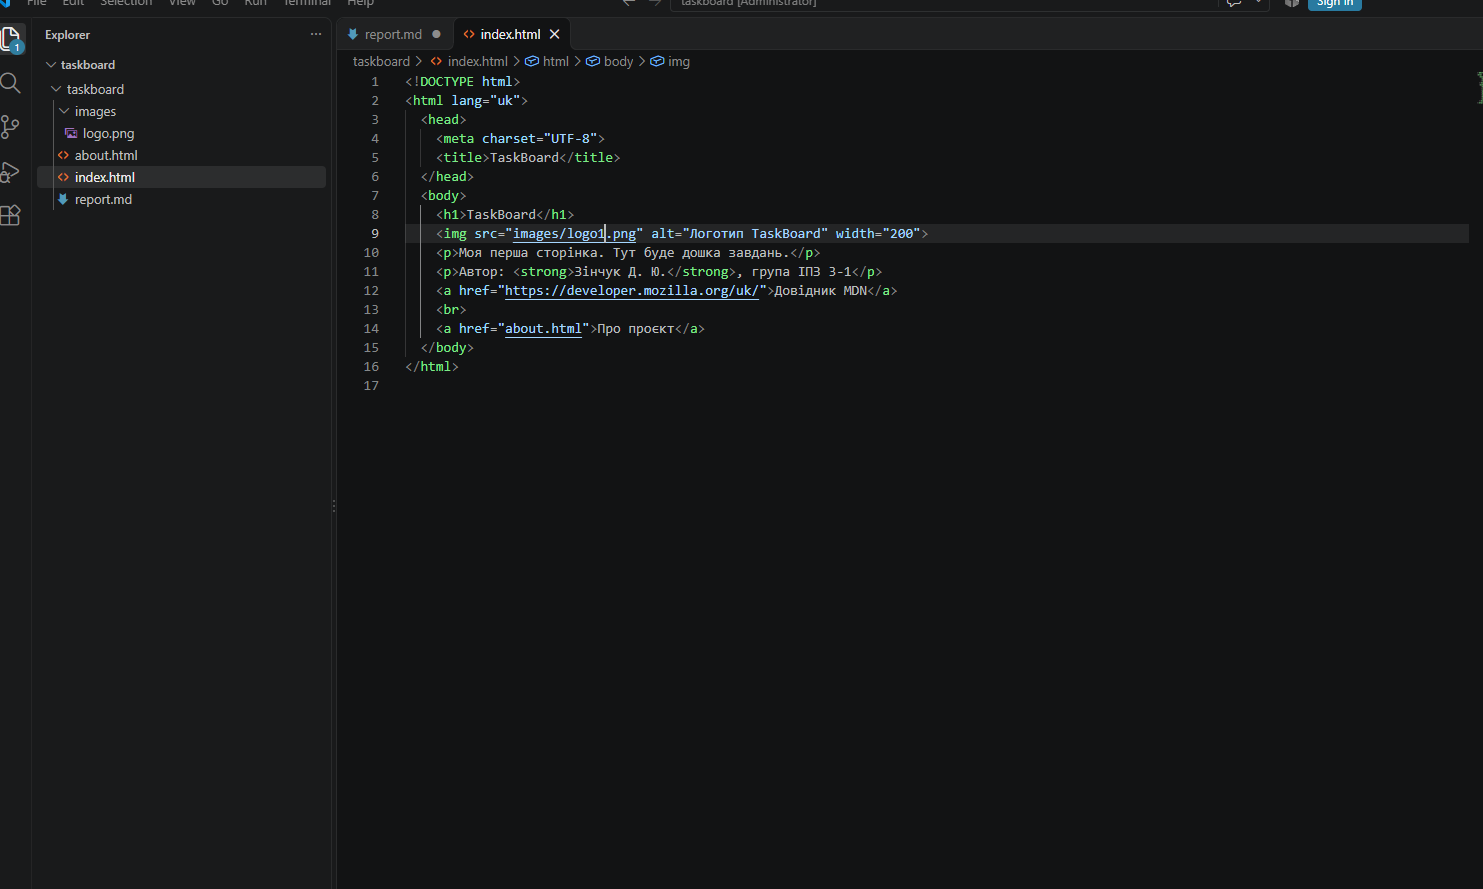 File Edit Selection View Go Run Terminal Help
taskboard [Administrator]
Sign in
1
Explorer
taskboard
taskboard
images
logo.png
about.html
index.html
report.md
report.md
index.html
taskboard > index.html > html > body > img
1 <!DOCTYPE html>
2 <html lang="uk">
3 <head>
4 <meta charset="UTF-8">
5 <title>TaskBoard</title>
6 </head>
7 <body>
8 <h1>TaskBoard</h1>
9 <img src="images/logo1.png" alt="Логотип TaskBoard" width="200">
10 <p>Моя перша сторінка. Тут буде дошка завдань.</p>
11 <p>Автор: <strong>Зінчук Д. Ю.</strong>, група ІПЗ 3-1</p>
12 <a href="https://developer.mozilla.org/uk/">Довідник MDN</a>
13 <br>
14 <a href="about.html">Про проєкт</a>
15 </body>
16 </html>
17